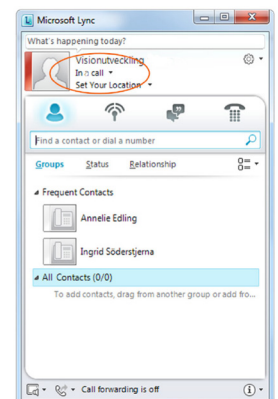 Microsoft Lync
What's happening today?
Visionutveckling
In a call
Set Your Location
Find a contact or dial a number
Groups Status Relationship
Frequent Contacts
Annelie Edling
Ingrid Söderstjerna
All Contacts (0/0)
To add contacts, drag from another group or add fro...
Call forwarding is off